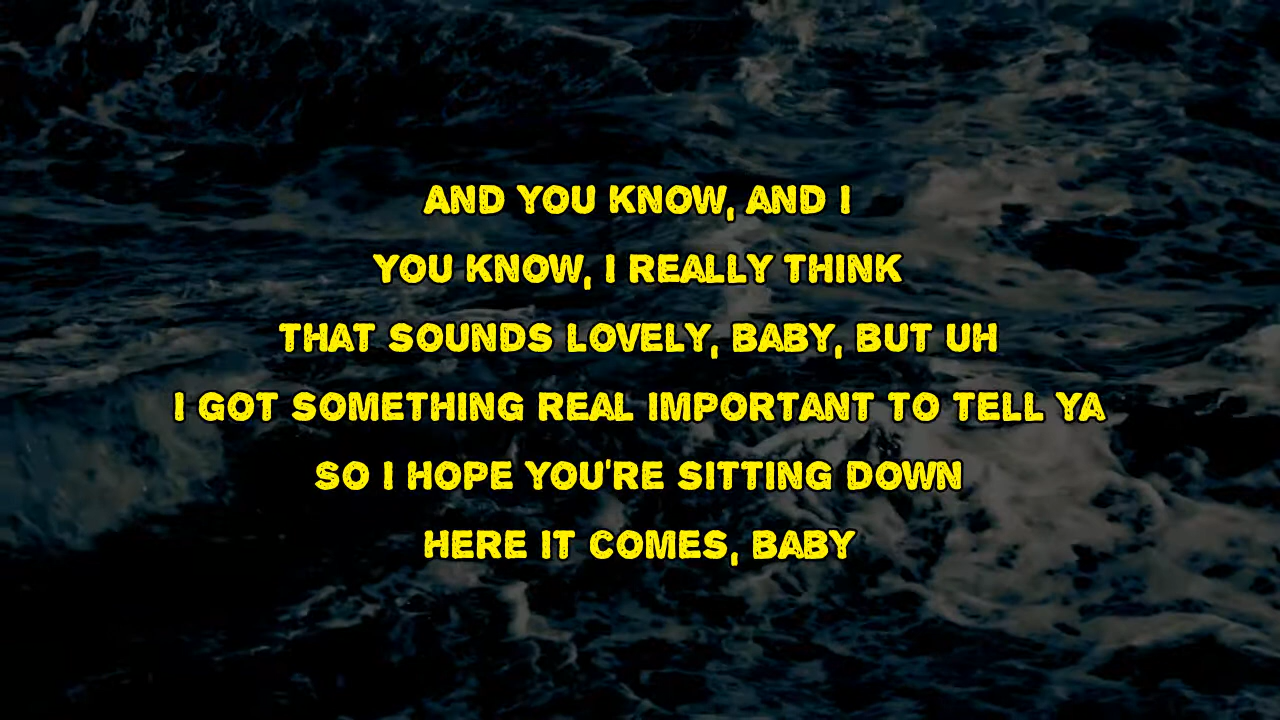 AND YOU KNOW, AND I
YOU KNOW, I REALLY THINK
THAT SOUNDS LOVELY, BABY, BUT UH
I GOT SOMETHING REAL IMPORTANT TO TELL YA
SO I HOPE YOU'RE SITTING DOWN
HERE IT COMES, BABY